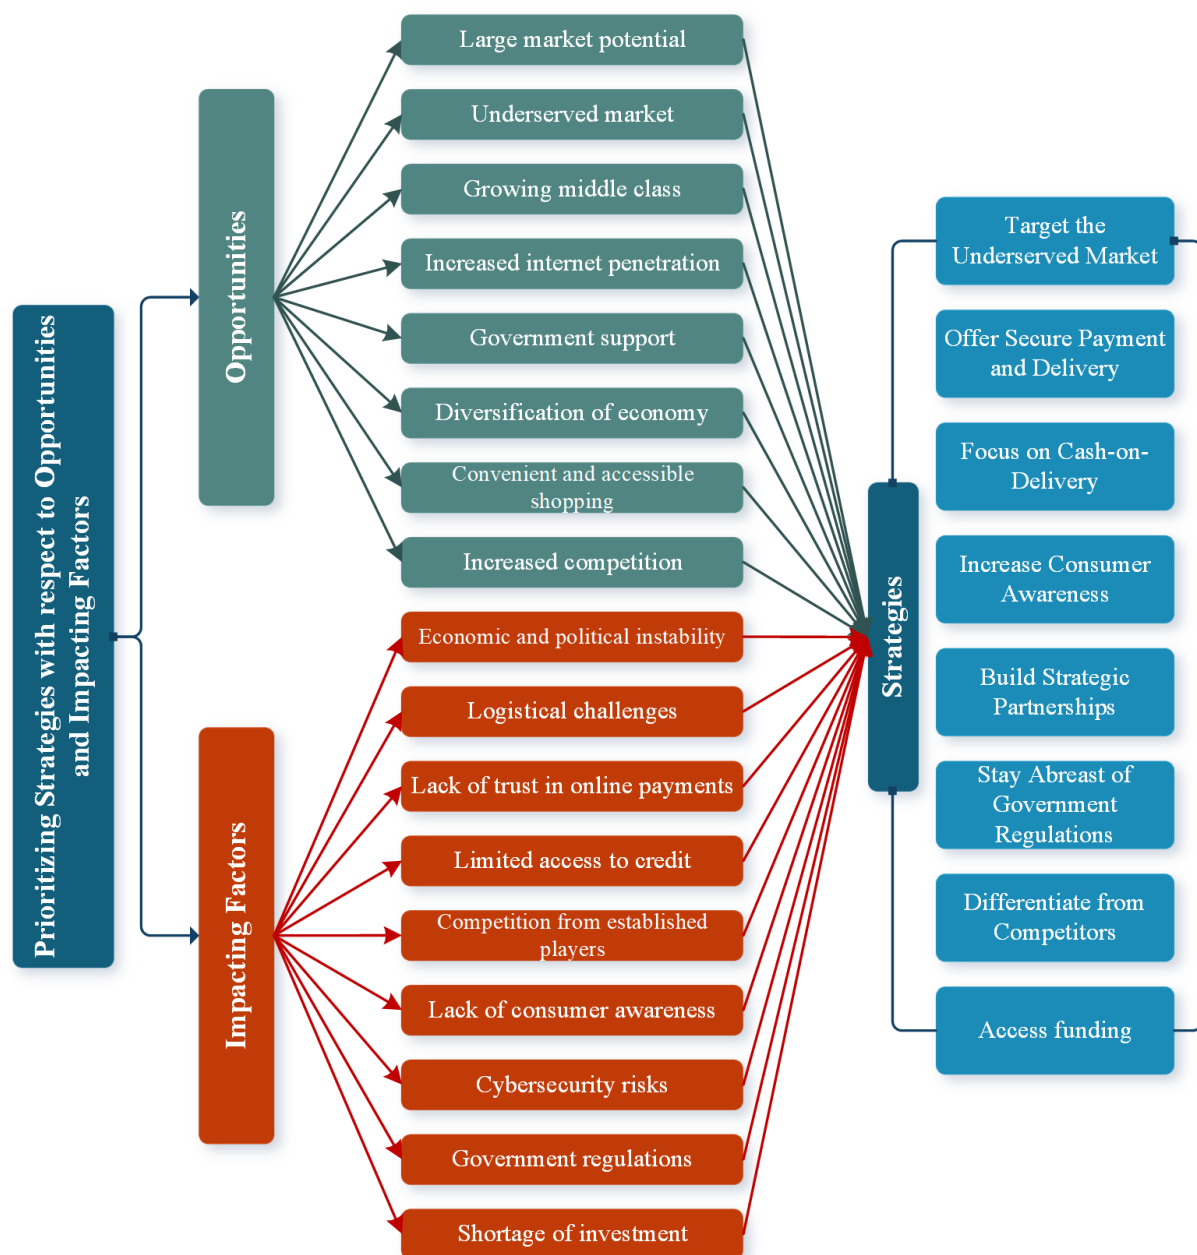 Prioritizing Strategies with respect to Opportunities
and Impacting Factors
Opportunities
Large market potential
Underserved market
Growing middle class
Increased internet penetration
Government support
Diversification of economy
Convenient and accessible
shopping
Increased competition
Impacting Factors
Economic and political instability
Logistical challenges
Lack of trust in online payments
Limited access to credit
Competition from established
players
Lack of consumer awareness
Cybersecurity risks
Government regulations
Shortage of investment
Strategies
Target the
Underserved Market
Offer Secure Payment
and Delivery
Focus on Cash-on-
Delivery
Increase Consumer
Awareness
Build Strategic
Partnerships
Stay Abreast of
Government
Regulations
Differentiate from
Competitors
Access funding